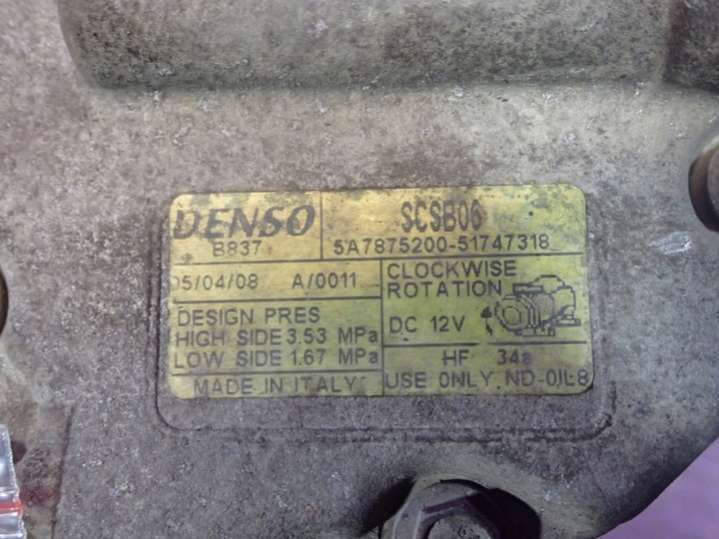 DENSO SCSB06
B837 5A7875200-51747318
05/04/08 A/0011
CLOCKWISE
ROTATION
DC 12V
DESIGN PRES
HIGH SIDE 3.53 MPa
LOW SIDE 1.67 MPa
HF 34a
MADE IN ITALY
USE ONLY ND-OIL8